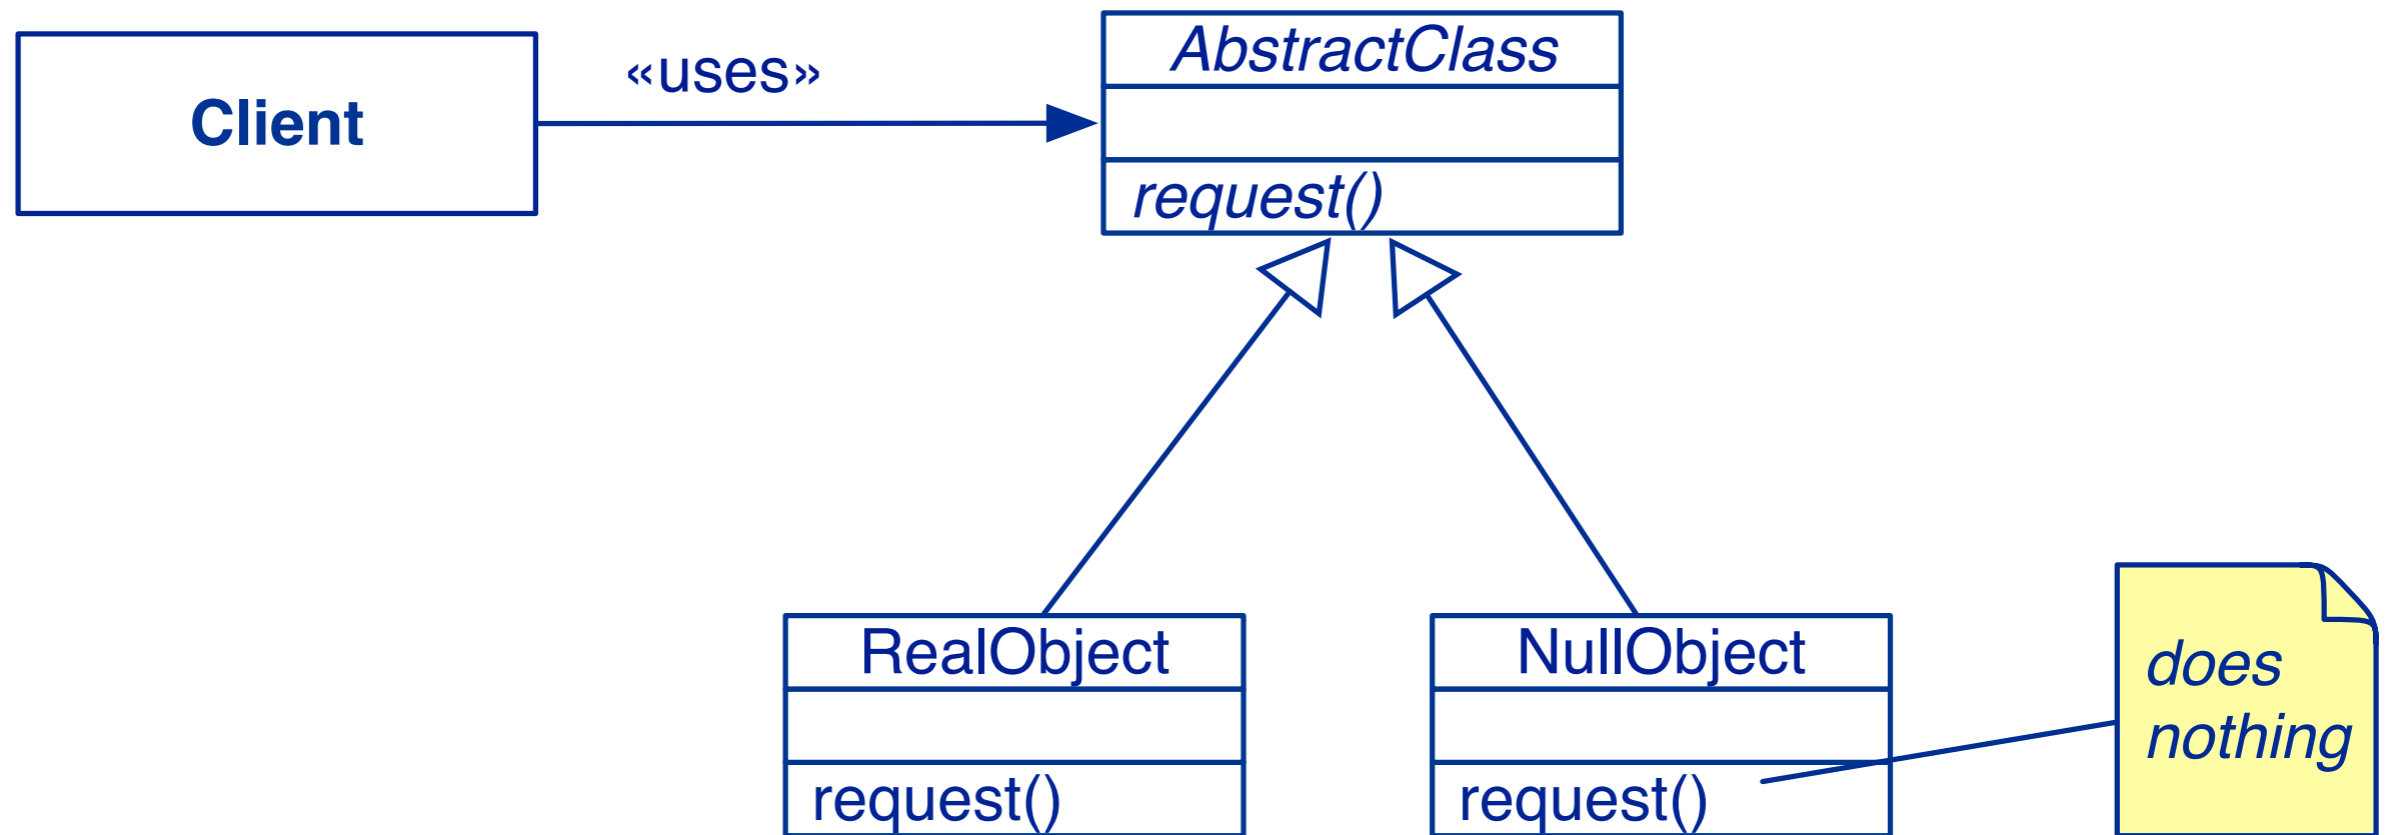 Client
«uses»
AbstractClass
request()
RealObject
request()
NullObject
request()
does
nothing